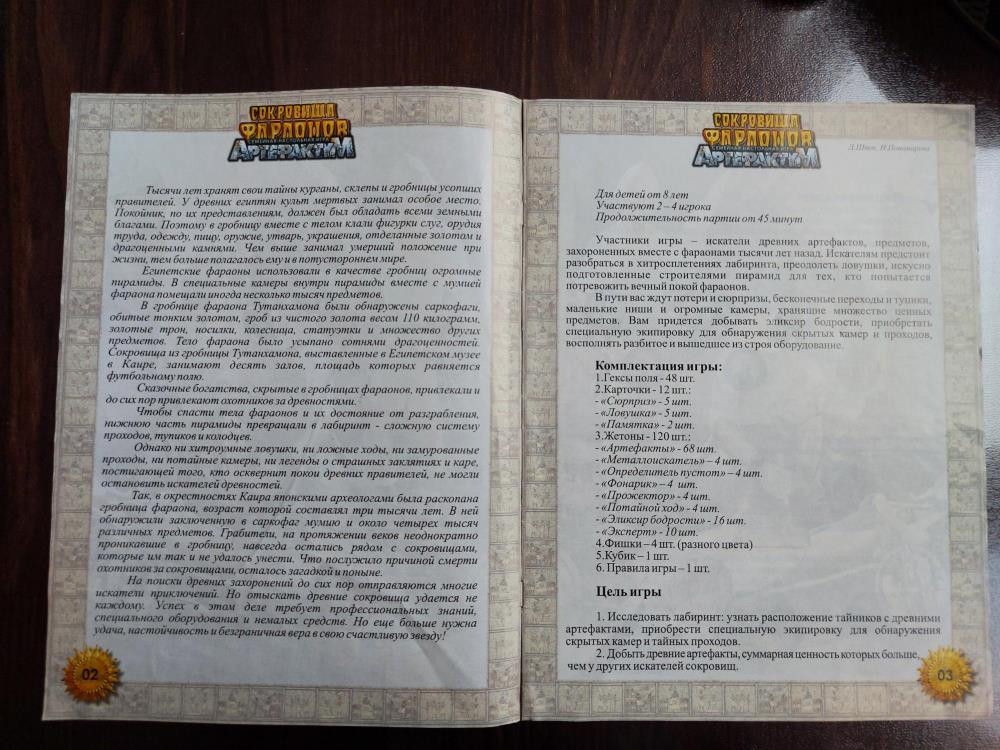 СОКРОВИЩА
ФАРАОНОВ
СЕМЕЙНАЯ НАСТОЛЬНАЯ ИГРА
АРТЕФАКТУМ
Тысячи лет хранят свои тайны курганы, склепы и гробницы усопших
правителей. У древних египтян культ мертвых занимал особое место.
Покойник, по их представлениям, должен был обладать всеми земными
благами. Поэтому в гробницу вместе с телом клали фигурки слуг, орудия
труда, одежду, пищу, оружие, утварь, украшения, отделанные золотом и
драгоценными камнями. Чем выше занимал умерший положение при
жизни, тем больше полагалось ему и в потустороннем мире.
Египетские фараоны использовали в качестве гробниц огромные
пирамиды. В специальные камеры внутри пирамиды вместе с мумией
фараона помещали иногда несколько тысяч предметов.
В гробнице фараона Тутанхамона были обнаружены саркофаги,
обитые тонким золотом, гроб из чистого золота весом 110 килограмм,
золотые трон, носилки, колесница, статуэтки и множество других
предметов. Тело фараона было усыпано сотнями драгоценностей.
Сокровища из гробницы Тутанхамона, выставленные в Египетском музее
в Каире, занимают десять залов, площадь которых равняется
футбольному полю.
Сказочные богатства, скрытые в гробницах фараонов, привлекали и
до сих пор привлекают охотников за древностями.
Чтобы спасти тела фараонов и их достояние от разграбления,
нижнюю часть пирамиды превращали в лабиринт - сложную систему
проходов, тупиков и колодцев.
Однако ни хитроумные ловушки, ни ложные ходы, ни замурованные
проходы, ни потайные камеры, ни легенды о страшных заклятиях и каре,
постигающей того, кто осквернит покои древних правителей, не могли
остановить искателей древностей.
Так, в окрестностях Каира японскими археологами была раскопана
гробница фараона, возраст которой составлял три тысячи лет. В ней
обнаружили заключенную в саркофаг мумию и около четырех тысяч
различных предметов. Грабители, на протяжении веков неоднократно
проникавшие в гробницу, навсегда остались рядом с сокровищами,
которые им так и не удалось унести. Что послужило причиной смерти
охотников за сокровищами, осталось загадкой и поныне.
На поиски древних захоронений до сих пор отправляются многие
искатели приключений. Но отыскать древние сокровища удается не
каждому. Успех в этом деле требует профессиональных знаний,
специального оборудования и немалых средств. Но еще больше нужна
удача, настойчивость и безграничная вера в свою счастливую звезду!
02
СОКРОВИЩА
ФАРАОНОВ
СЕМЕЙНАЯ НАСТОЛЬНАЯ ИГРА
АРТЕФАКТУМ
Для детей от 8 лет
Участвуют 2 – 4 игрока
Продолжительность партии от 45 минут
Участники игры – искатели древних артефактов, предметов,
захороненных вместе с фараонами тысячи лет назад. Искателям предстоит
разобраться в хитросплетениях лабиринта, преодолеть ловушки, искусно
подготовленные строителями пирамид для тех, кто попытается
потревожить вечный покой фараонов.
В пути вас ждут потери и сюрпризы, бесконечные переходы и тупики,
маленькие ниши и огромные камеры, хранящие множество ценных
предметов. Вам придется добывать эликсир бодрости, приобретать
специальную экипировку для обнаружения скрытых камер и проходов,
восполнять разбитое и вышедшее из строя оборудование.
Комплектация игры:
1.Гексы поля - 48 шт.
2.Карточки - 12 шт.:
- «Сюрприз» - 5 шт.
- «Ловушка» - 5 шт.
- «Памятка» - 2 шт.
3.Жетоны - 120 шт.:
- «Артефакты» - 68 шт.
- «Металлоискатель» – 4 шт.
- «Определитель пустот» – 4 шт.
- «Фонарик» – 4 шт.
- «Прожектор» - 4 шт.
- «Потайной ход» - 4 шт.
- «Эликсир бодрости» - 16 шт.
- «Эксперт» - 10 шт.
4.Фишки – 4 шт. (разного цвета)
5.Кубик – 1 шт.
6. Правила игры – 1 шт.
Цель игры
1. Исследовать лабиринт: узнать расположение тайников с древними
артефактами, приобрести специальную экипировку для обнаружения
скрытых камер и тайных проходов.
2. Добыть древние артефакты, суммарная ценность которых больше,
чем у других искателей сокровищ.
03